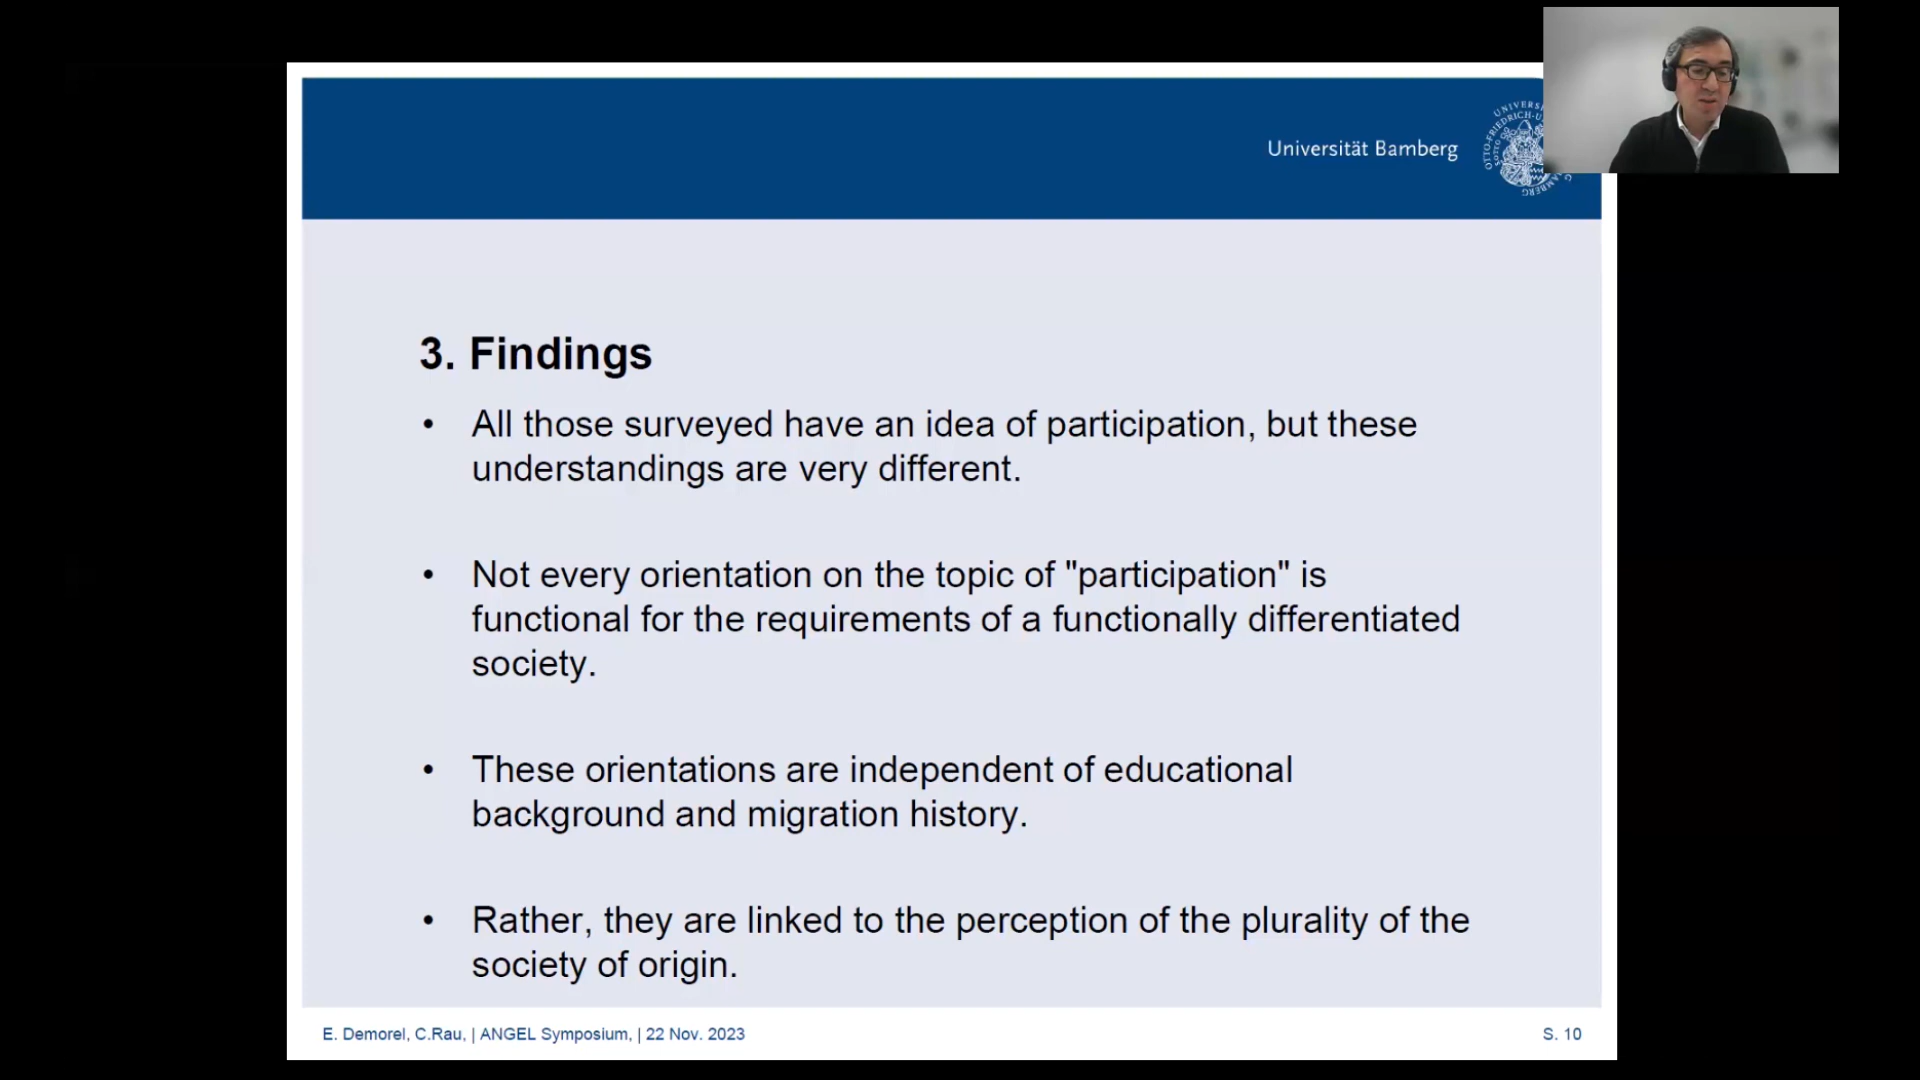 Universität Bamberg
3. Findings
• All those surveyed have an idea of participation, but these
understandings are very different.
• Not every orientation on the topic of "participation" is
functional for the requirements of a functionally differentiated
society.
• These orientations are independent of educational
background and migration history.
• Rather, they are linked to the perception of the plurality of the
society of origin.
E. Demorel, C.Rau, | ANGEL Symposium, | 22 Nov. 2023
S. 10